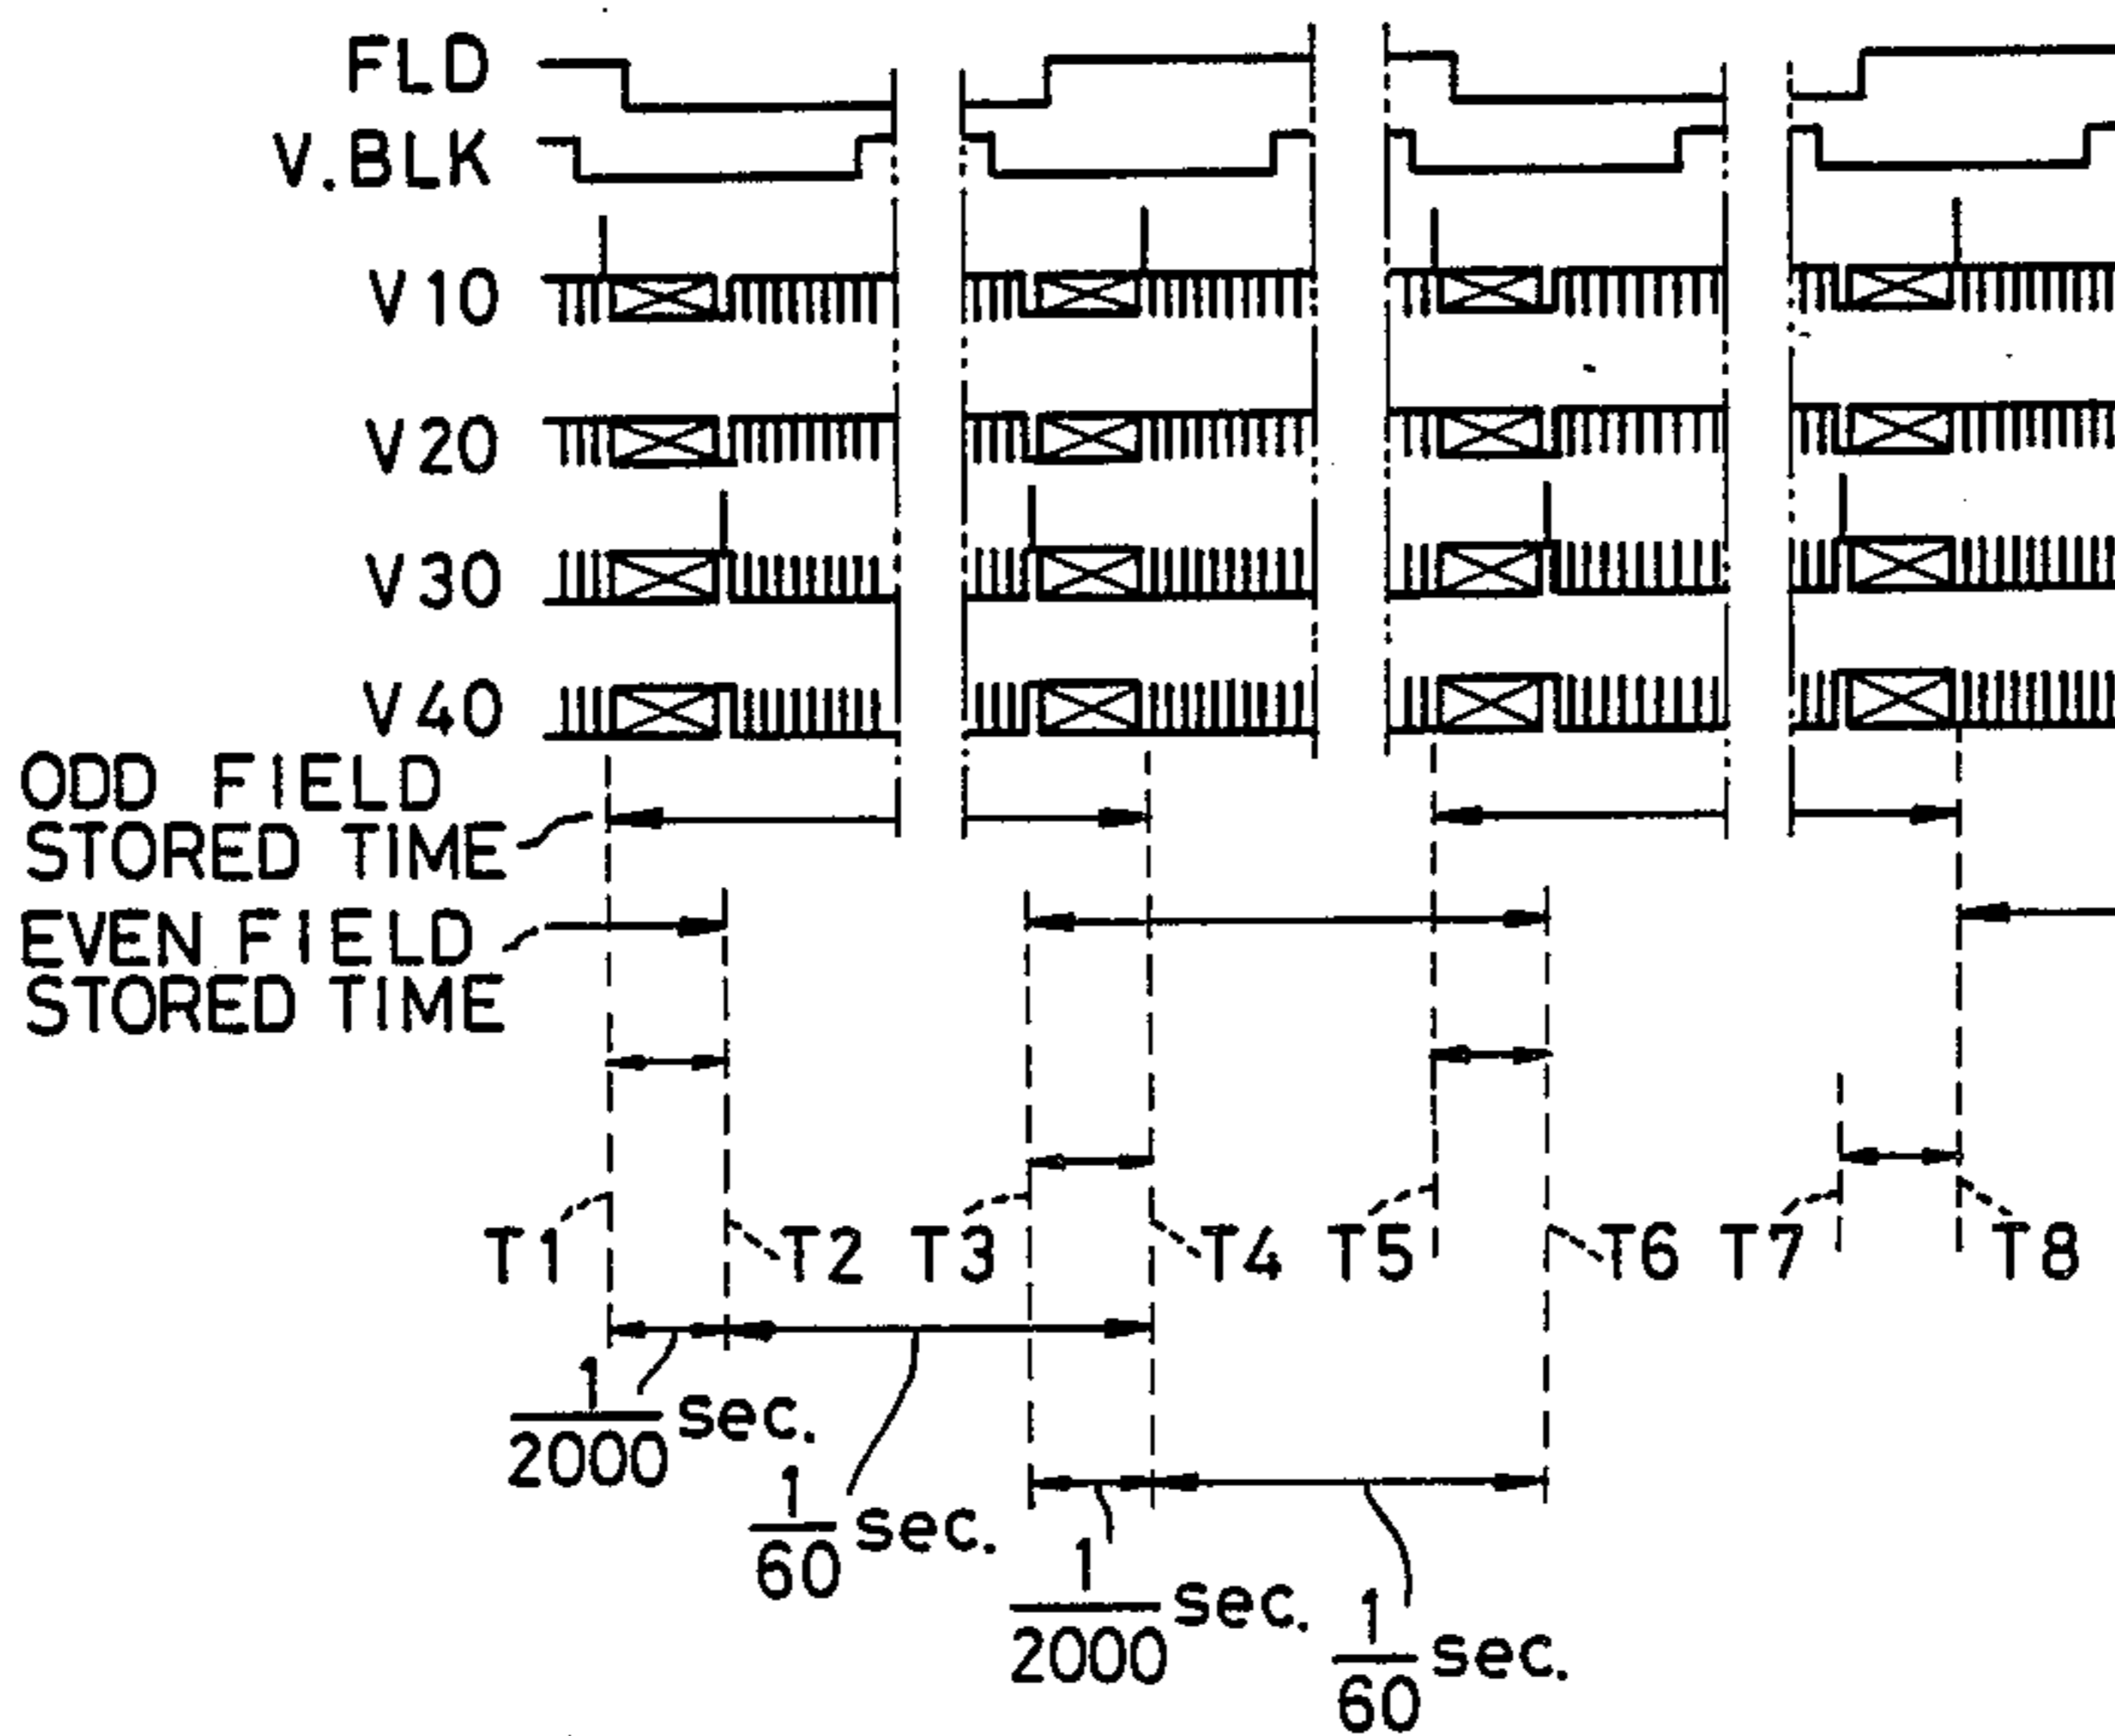 FLD
V.BLK
V10
V20
V30
V40
ODD FIELD
STORED TIME
EVEN FIELD
STORED TIME
T1 T2 T3 T4 T5 T6 T7 T8
1
2000 sec.
1
60 sec.
1
2000 sec.
1
60 sec.